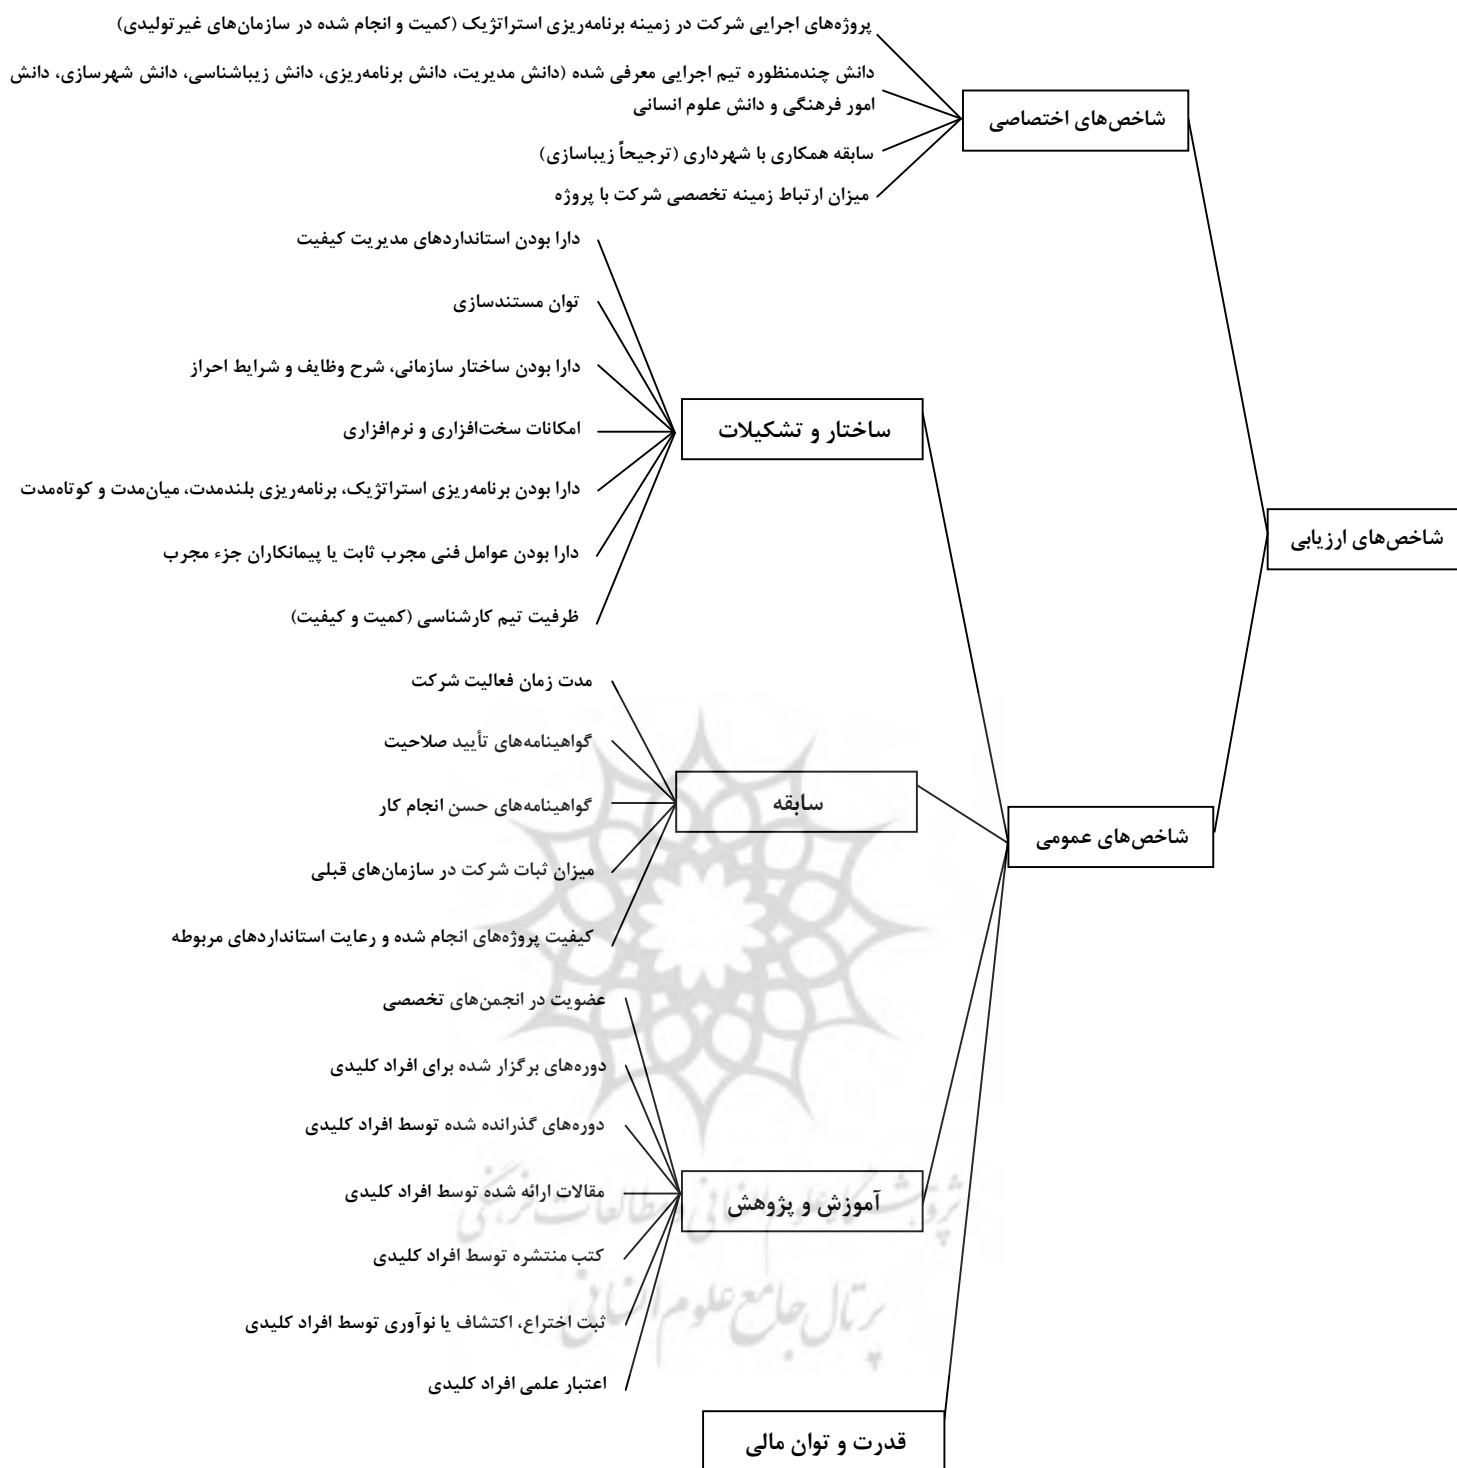 پروژه‌های اجرایی شرکت در زمینه برنامه‌ریزی استراتژیک (کمیت و انجام شده در سازمان‌های غیرتولیدی)
دانش چندمنظوره تیم اجرایی معرفی شده (دانش مدیریت، دانش برنامه‌ریزی، دانش زیباشناسی، دانش شهرسازی، دانش
امور فرهنگی و دانش علوم انسانی
شاخص‌های اختصاصی
سابقه همکاری با شهرداری (ترجیحاً زیباسازی)
میزان ارتباط زمینه تخصصی شرکت با پروژه
دارا بودن استانداردهای مدیریت کیفیت
توان مستندسازی
دارا بودن ساختار سازمانی، شرح وظایف و شرایط احراز
ساختار و تشکیلات
امکانات سخت‌افزاری و نرم‌افزاری
دارا بودن برنامه‌ریزی استراتژیک، برنامه‌ریزی بلندمدت، میان‌مدت و کوتاه‌مدت
شاخص‌های ارزیابی
دارا بودن عوامل فنی مجرب ثابت یا پیمانکاران جزء مجرب
ظرفیت تیم کارشناسی (کمیت و کیفیت)
مدت زمان فعالیت شرکت
گواهینامه‌های تأیید صلاحیت
سابقه
گواهینامه‌های حسن انجام کار
شاخص‌های عمومی
میزان ثبات شرکت در سازمان‌های قبلی
کیفیت پروژه‌های انجام شده و رعایت استانداردهای مربوطه
عضویت در انجمن‌های تخصصی
دوره‌های برگزار شده برای افراد کلیدی
دوره‌های گذرانده شده توسط افراد کلیدی
مقالات ارائه شده توسط افراد کلیدی
آموزش و پژوهش
پژوهشگاه علوم انسانی و مطالعات فرهنگی
کتب منتشره توسط افراد کلیدی
پرتال جامع علوم انسانی
ثبت اختراع، اکتشاف یا نوآوری توسط افراد کلیدی
اعتبار علمی افراد کلیدی
قدرت و توان مالی